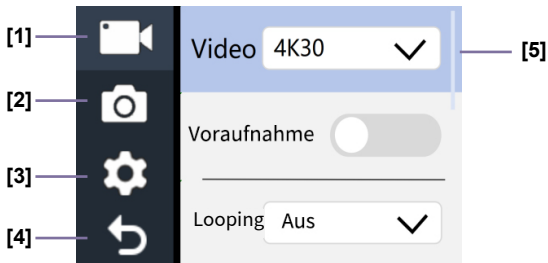 [1]
Video 4K30
[5]
[2]
Voraufnahme
[3]
Looping Aus
[4]